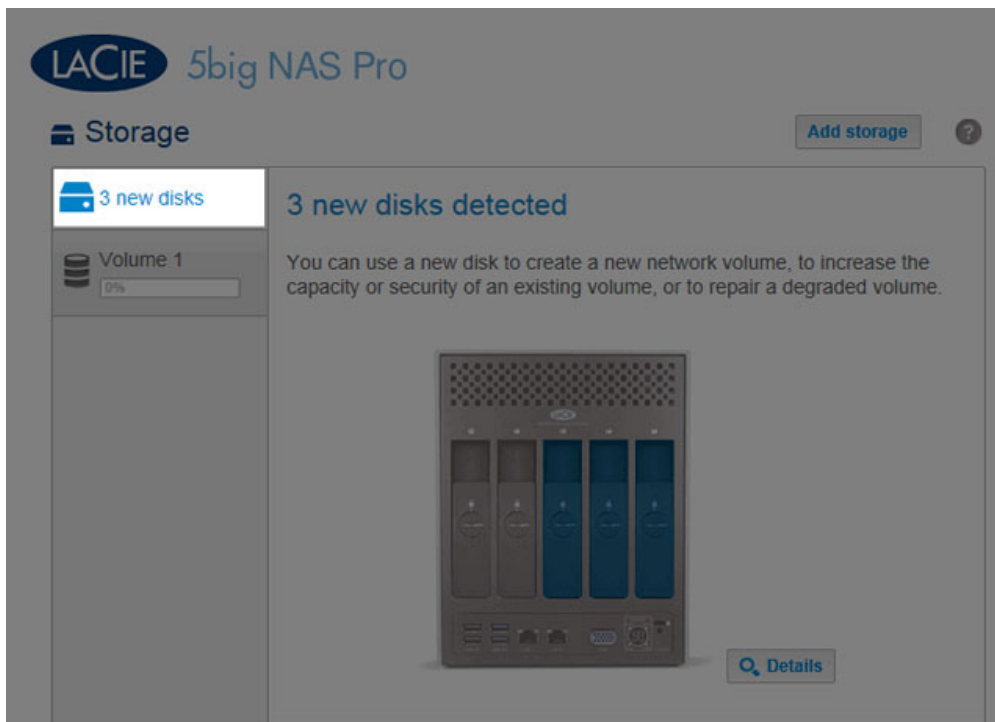 LACIE 5big NAS Pro
Storage
Add storage
?
3 new disks
Volume 1
0%
3 new disks detected
You can use a new disk to create a new network volume, to increase the
capacity or security of an existing volume, or to repair a degraded volume.
LACIE
Details